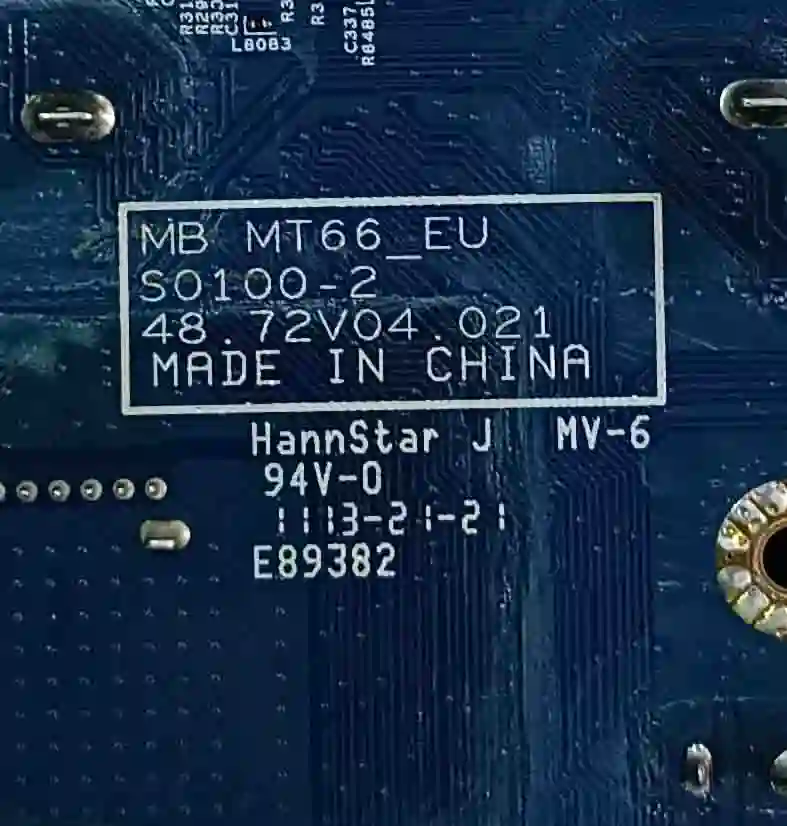 L8083
C337
R8485
MB MT66_EU
S0100-2
48.72V04.021
MADE IN CHINA
HannStar J MV-6
94V-0
1113-21-21
E89382